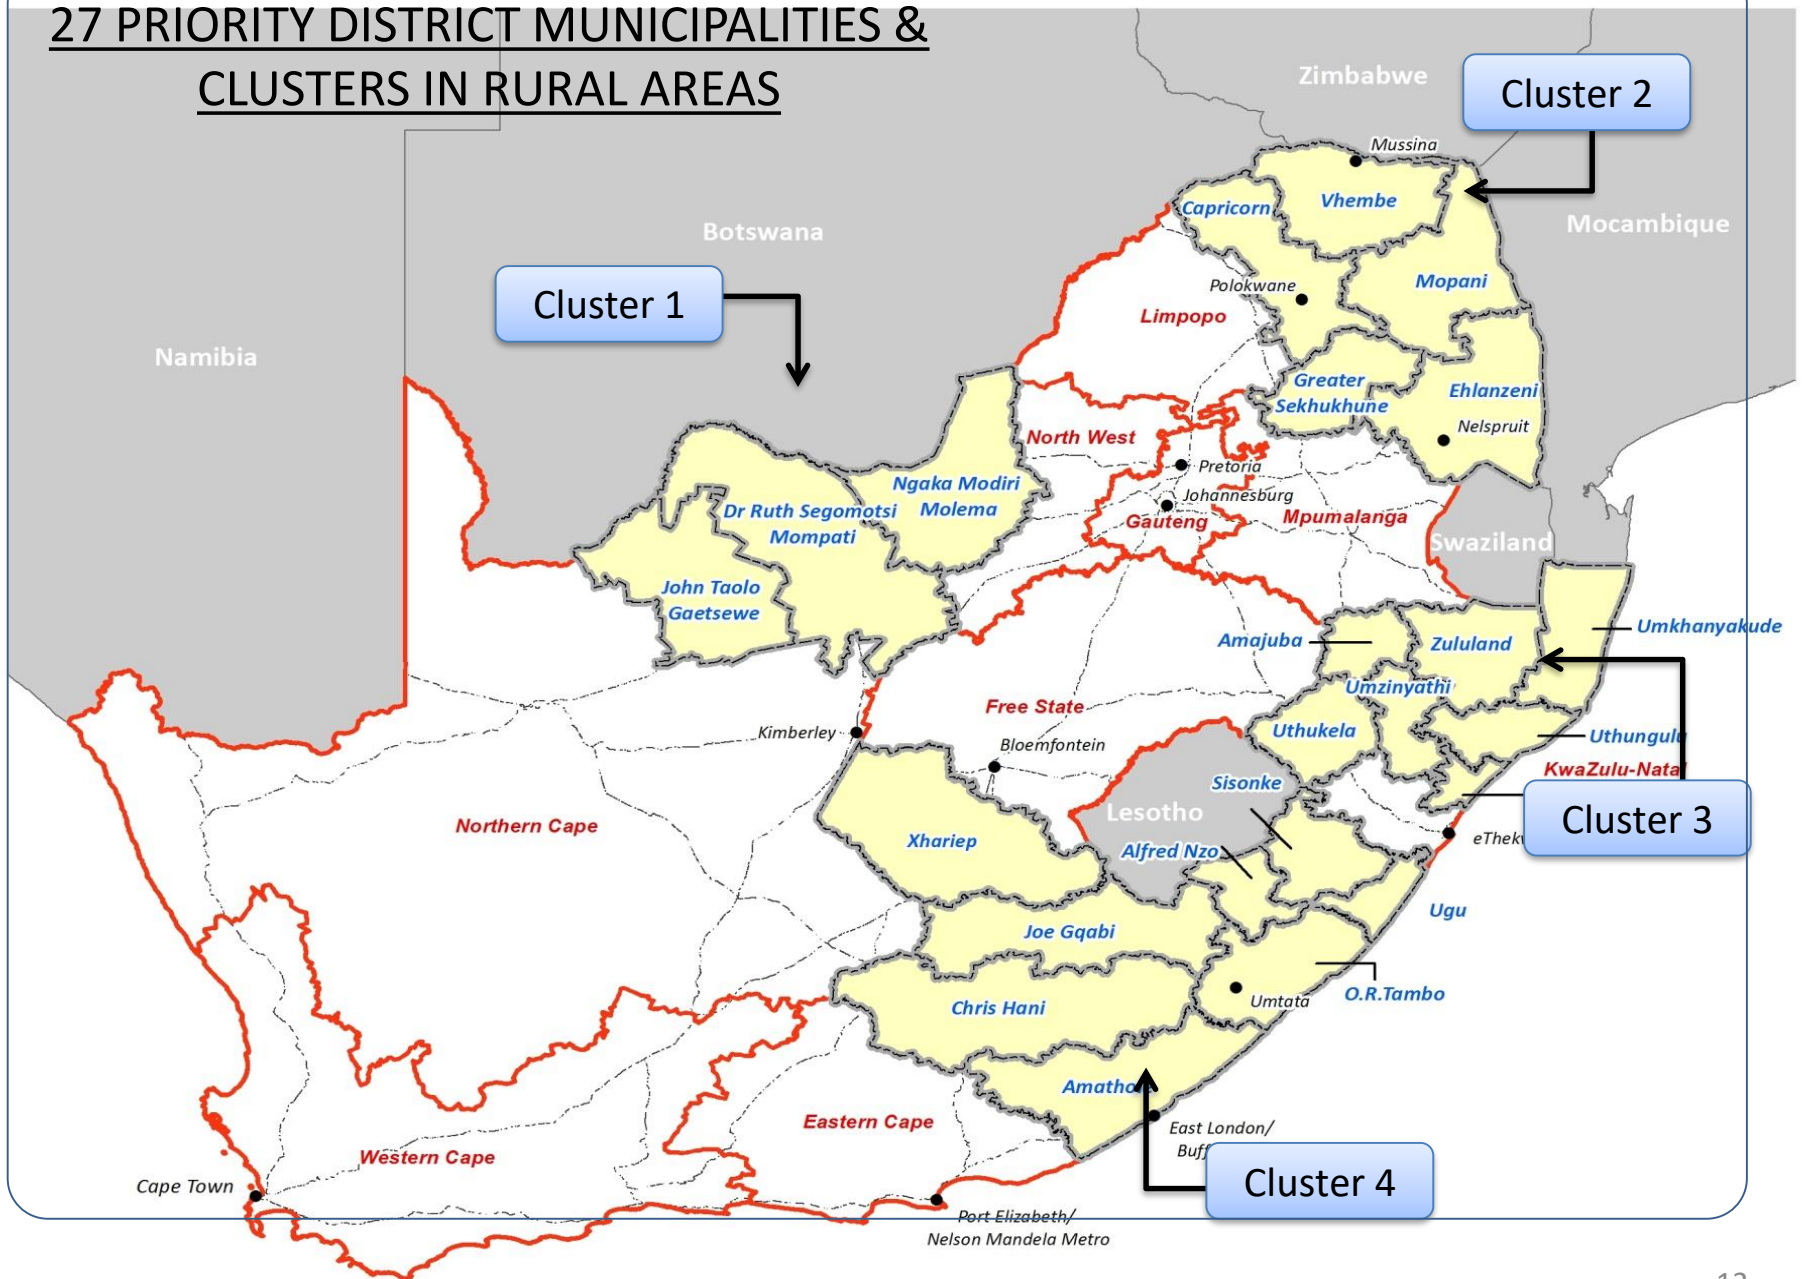 27 PRIORITY DISTRICT MUNICIPALITIES &
CLUSTERS IN RURAL AREAS
Zimbabwe
Cluster 2
Mussina
Capricorn
Vhembe
Mocambique
Botswana
Cluster 1
Polokwane
Mopani
Limpopo
Namibia
Greater
Sekhukhune
Ehlanzeni
Nelspruit
North West
Pretoria
Ngaka Modiri
Molema
Johannesburg
Dr Ruth Segomotsi
Mompati
Gauteng
Mpumalanga
Swaziland
John Taolo
Gaetsewe
Amajuba
Zululand
Umkhanyakude
Umzinyathi
Free State
Kimberley
Uthukela
Uthungulu
Bloemfontein
KwaZulu-Natal
Sisonke
Lesotho
Cluster 3
Northern Cape
Xhariep
Alfred Nzo
eThek
Ugu
Joe Gqabi
O.R.Tambo
Umtata
Chris Hani
Amatho
Eastern Cape
East London/
Buff
Western Cape
Cluster 4
Cape Town
Port Elizabeth/
Nelson Mandela Metro